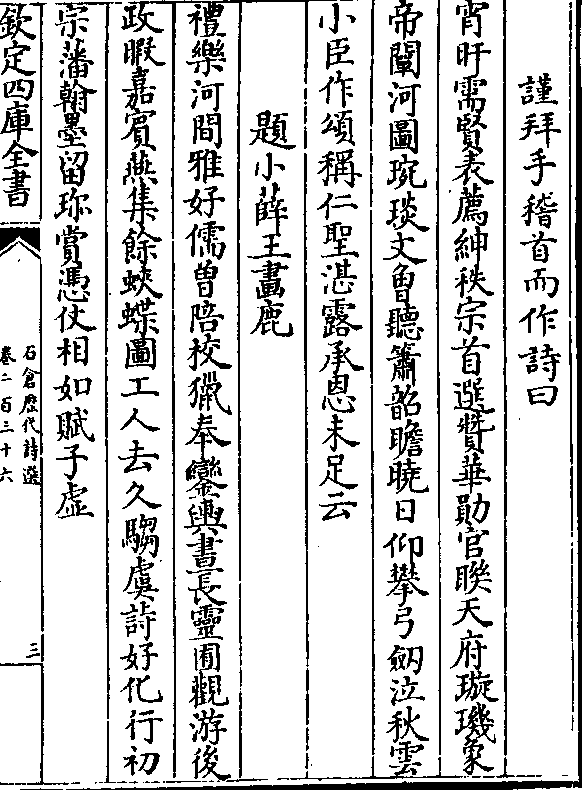 謹拜手稽首而作詩曰
宵旰需賢表薦紳秩宗首選贊華勛官聯天府璇璣象
帝闡河圖琬琰文曾聽簫韶瞻曉日仰攀弓劒泣秋雲
小臣作頌稱仁聖湛露承恩未足云
題小薛王畫鹿
禮樂河間雅好儒曽陪校獵奉鑾輿晝長靈囿觀游後
政暇嘉賓燕集餘蛺蝶圖工人去久騶虞詩好化行初
宗藩翰墨留珎賞憑仗相如賦子虛
欽定四庫全書
石倉歷代詩選
卷二百三十六
三